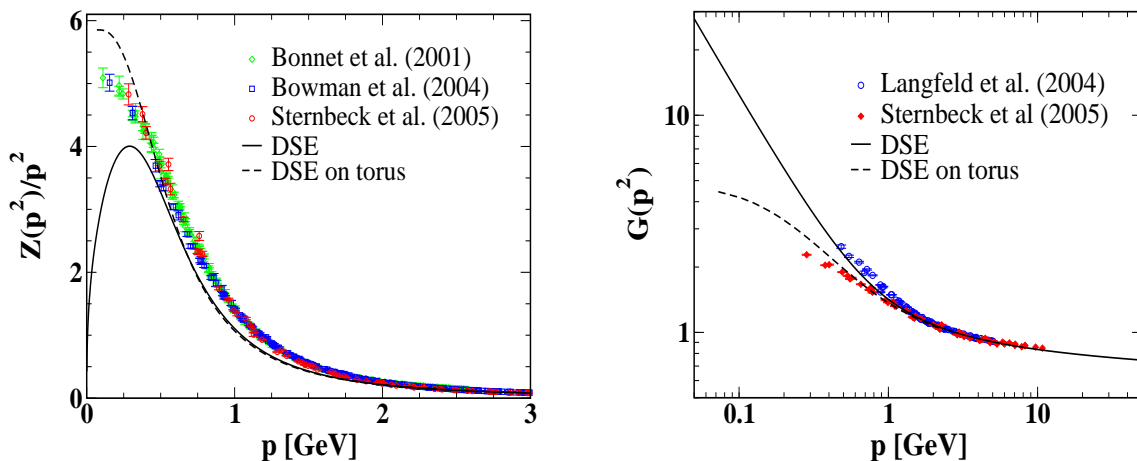 6
4
2
0
Z(p²)/p²
Bonnet et al. (2001)
Bowman et al. (2004)
Sternbeck et al. (2005)
DSE
DSE on torus
0
1
2
3
p [GeV]
10
1
G(p²)
Langfeld et al. (2004)
Sternbeck et al (2005)
DSE
DSE on torus
0.1
1
10
p [GeV]